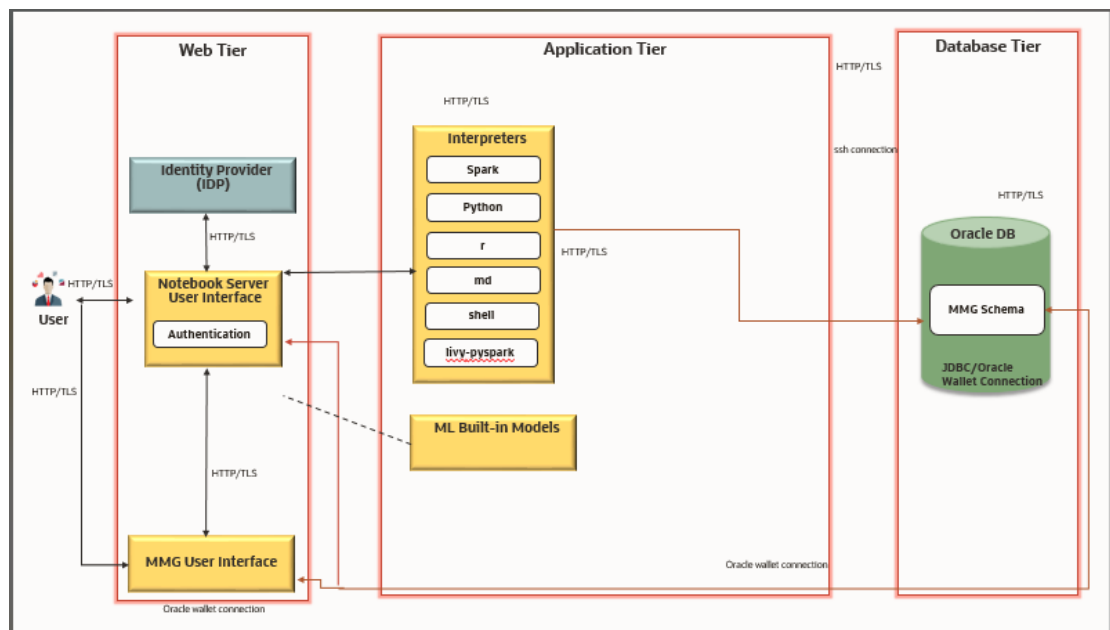 Web Tier
Application Tier
Database Tier
HTTP/TLS
HTTP/TLS
Interpreters
Spark
Python
r
md
shell
livy-pyspark
ssh connection
Identity Provider
(IDP)
HTTP/TLS
HTTP/TLS
HTTP/TLS
Oracle DB
MMG Schema
JDBC/Oracle
Wallet Connection
HTTP/TLS
User
Notebook Server
User Interface
Authentication
HTTP/TLS
ML Built-in Models
HTTP/TLS
MMG User Interface
Oracle wallet connection
Oracle wallet connection